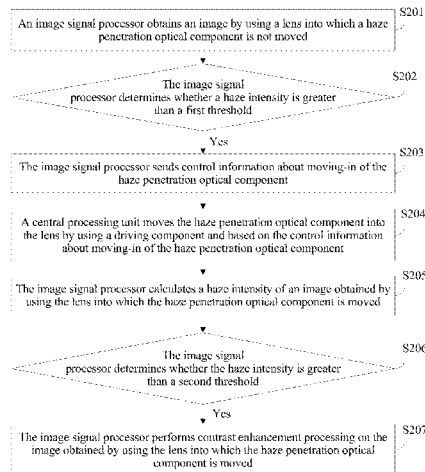 S201
An image signal processor obtains an image by using a lens into which a haze
penetration optical component is not moved
S202
The image signal
processor determines whether a haze intensity is greater
than a first threshold
Yes
S203
The image signal processor sends control information about moving-in of the
haze penetration optical component
S204
A central processing unit moves the haze penetration optical component into
the lens by using a driving component and based on the control information
about moving-in of the haze penetration optical component
S205
The image signal processor calculates a haze intensity of an image obtained by
using the lens into which the haze penetration optical component is moved
S206
The image signal
processor determines whether the haze intensity is greater
than a second threshold
Yes
S207
The image signal processor performs contrast enhancement processing on the
image obtained by using the lens into which the haze penetration optical
component is moved